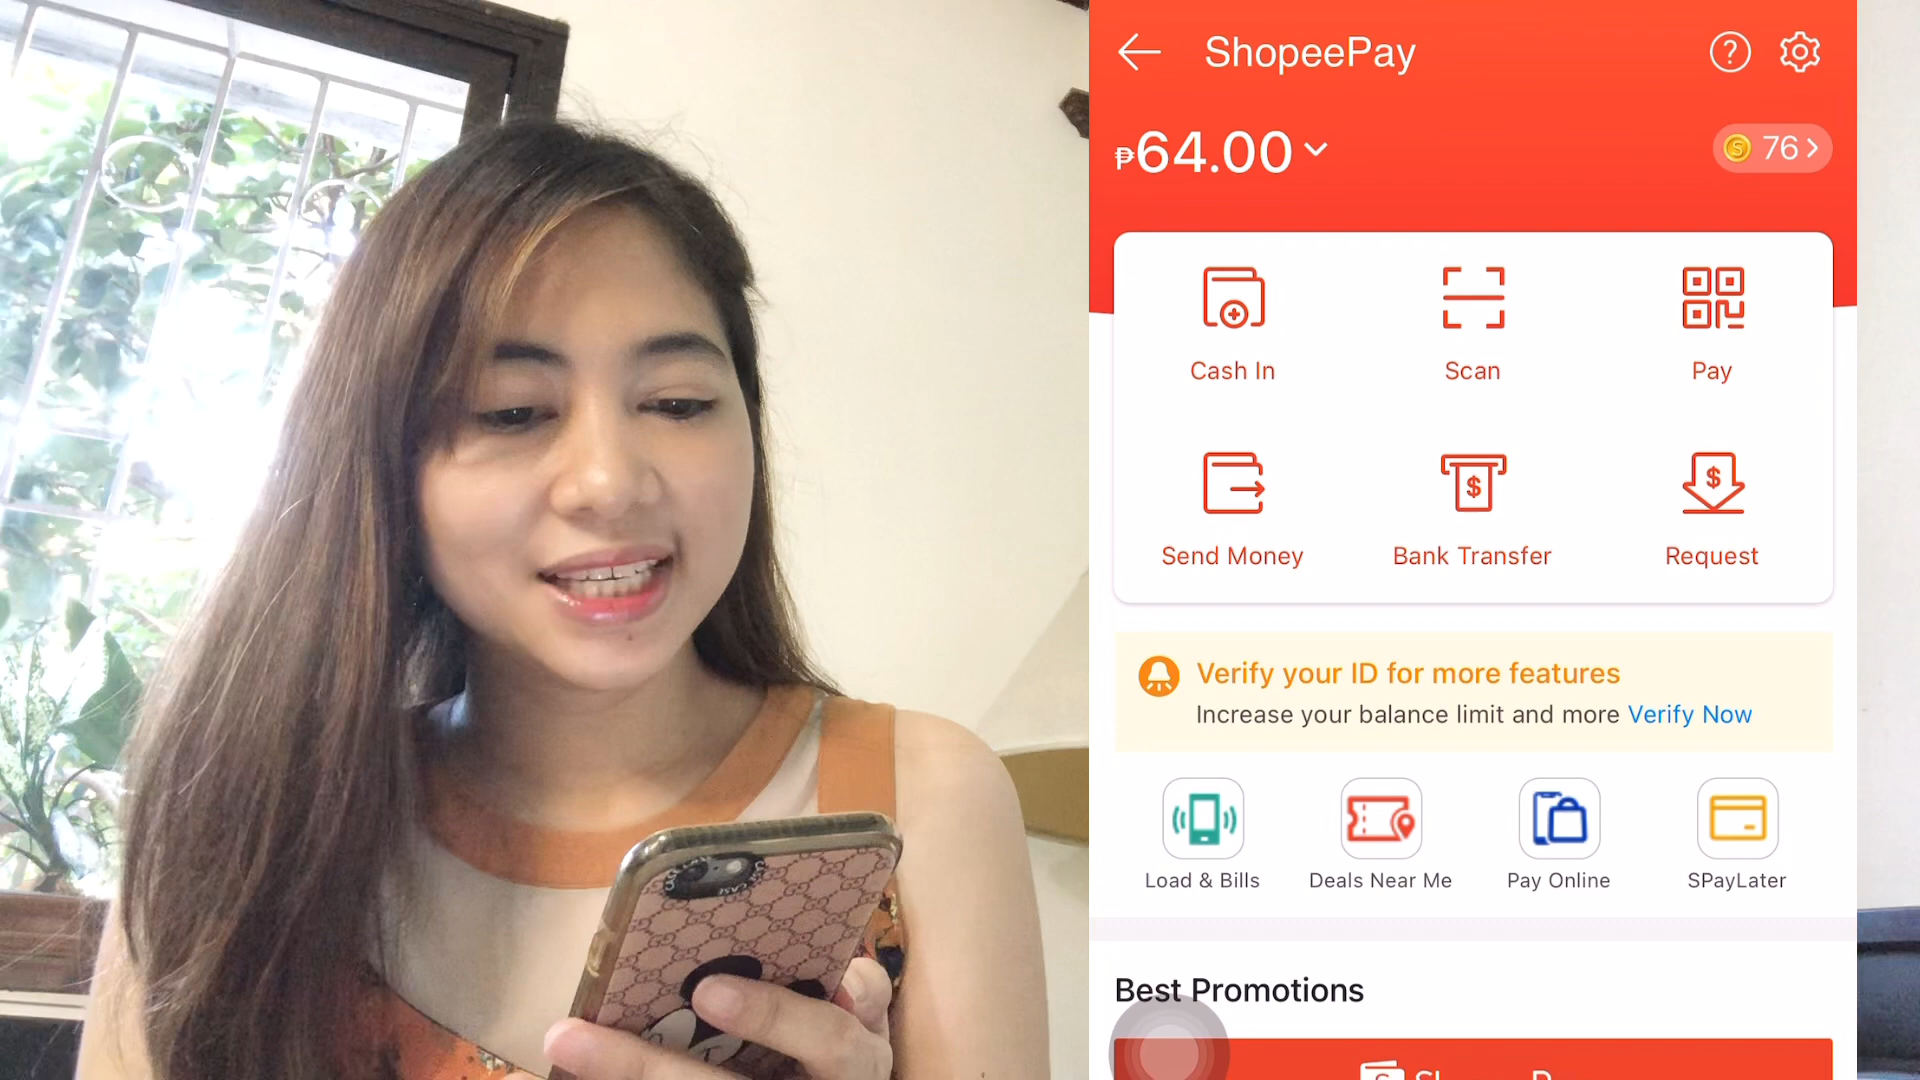 ShopeePay
?
₱64.00
S 76
Cash In
Scan
Pay
$
$
Send Money
Bank Transfer
Request
Verify your ID for more features
Increase your balance limit and more Verify Now
Load & Bills
Deals Near Me
Pay Online
SPayLater
Best Promotions